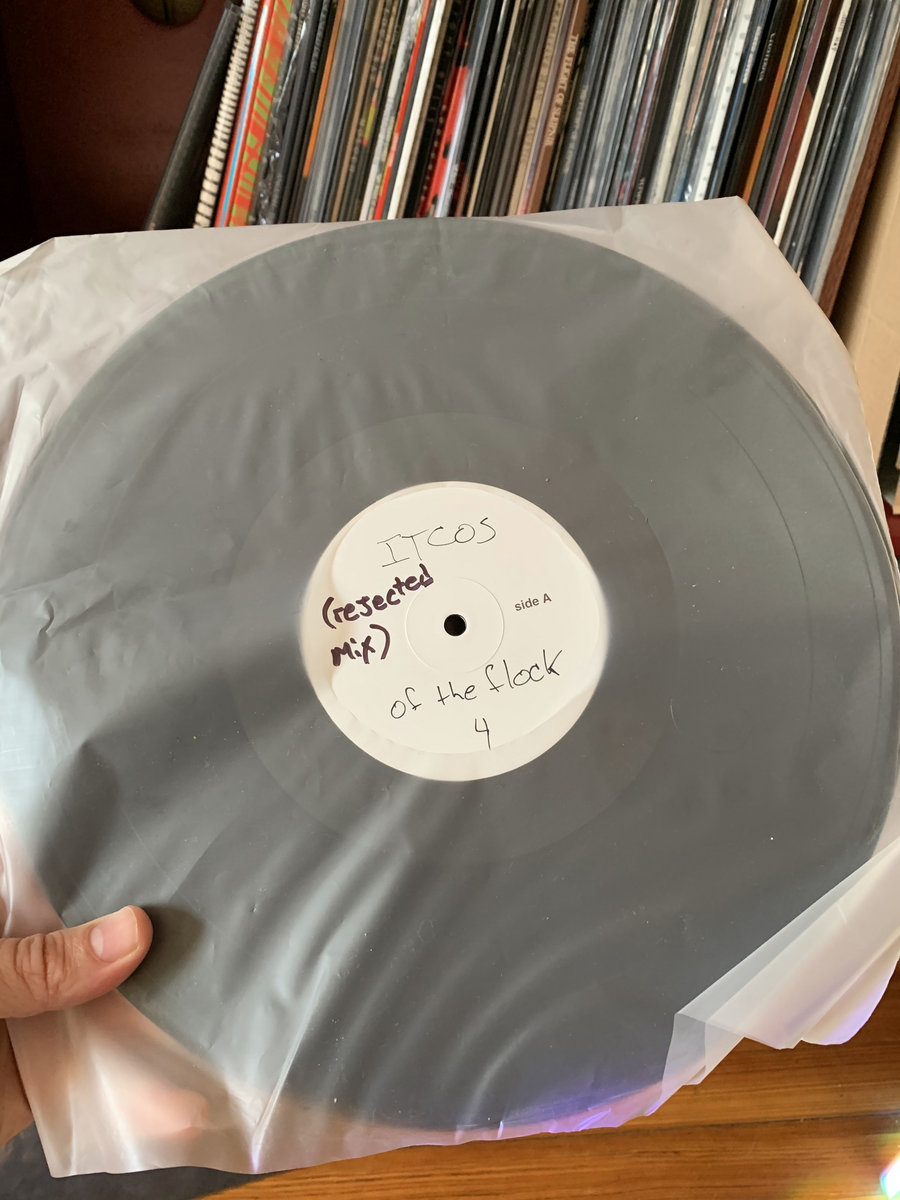 ITCOS
(rejected
mix)
side A
of the flock
4